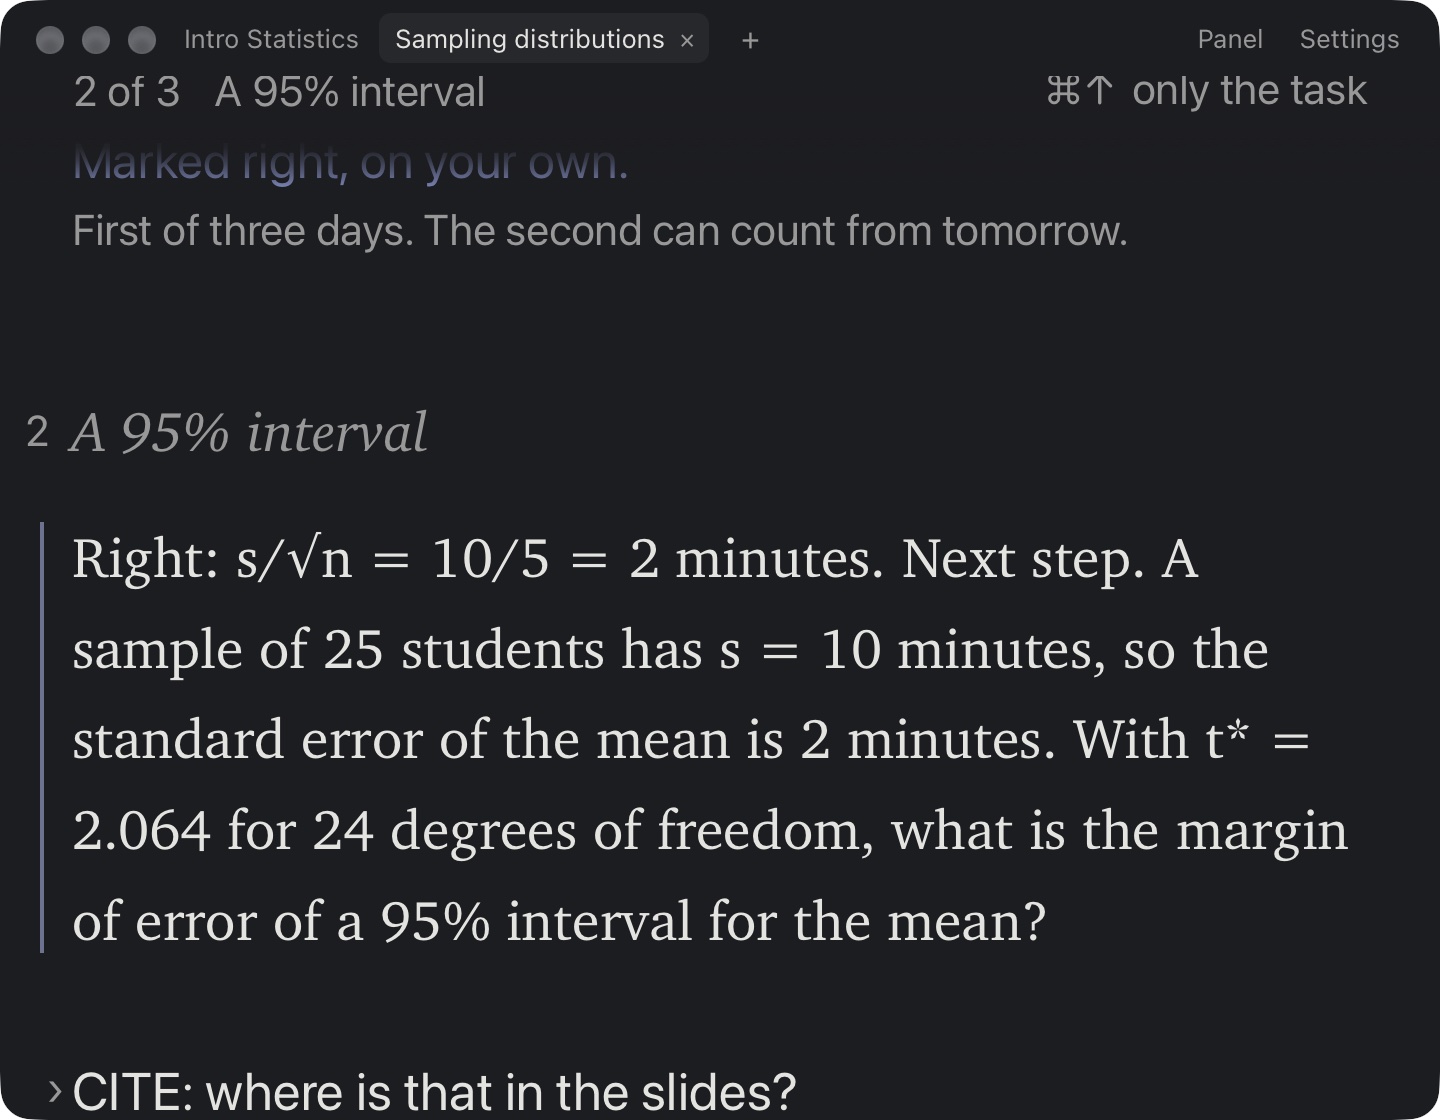 Intro Statistics Sampling distributions × + Panel Settings
2 of 3 A 95% interval ⌘↑ only the task
Marked right, on your own.
First of three days. The second can count from tomorrow.
2 A 95% interval
Right: s/√n = 10/5 = 2 minutes. Next step. A
sample of 25 students has s = 10 minutes, so the
standard error of the mean is 2 minutes. With t* =
2.064 for 24 degrees of freedom, what is the margin
of error of a 95% interval for the mean?
› CITE: where is that in the slides?